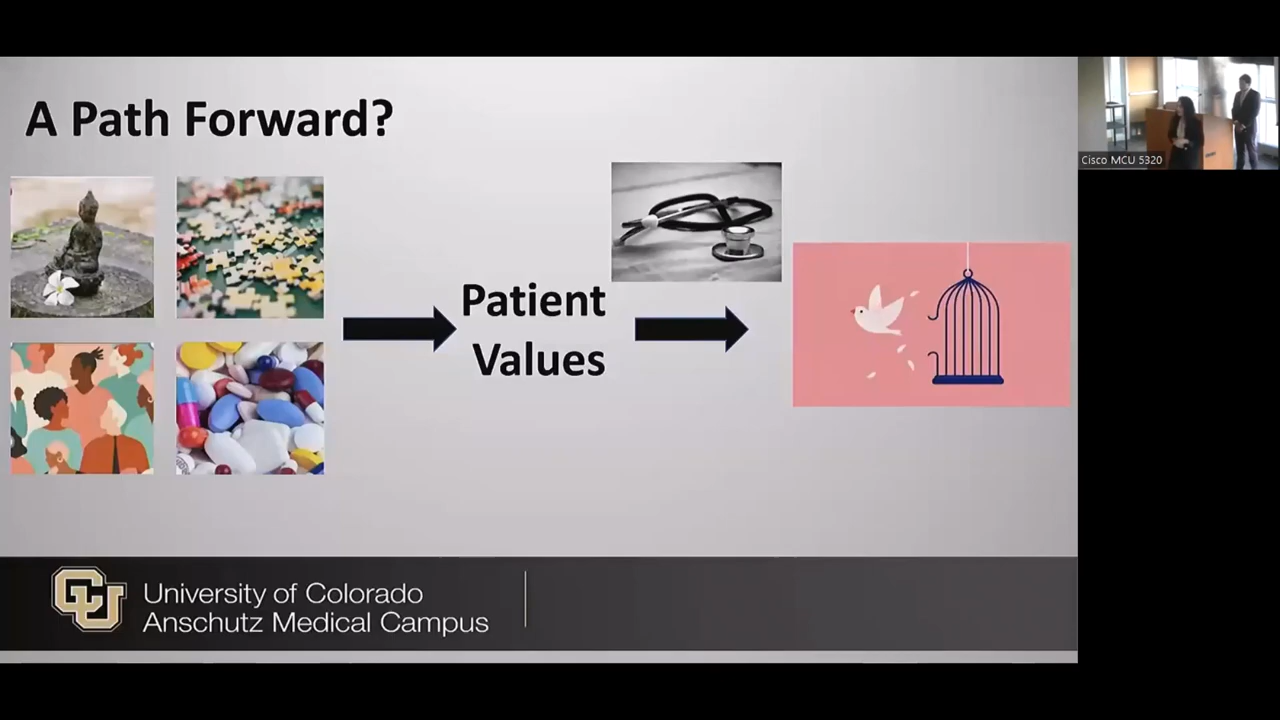 A Path Forward?
Patient
Values
University of Colorado
Anschutz Medical Campus
Cisco MCU 5320